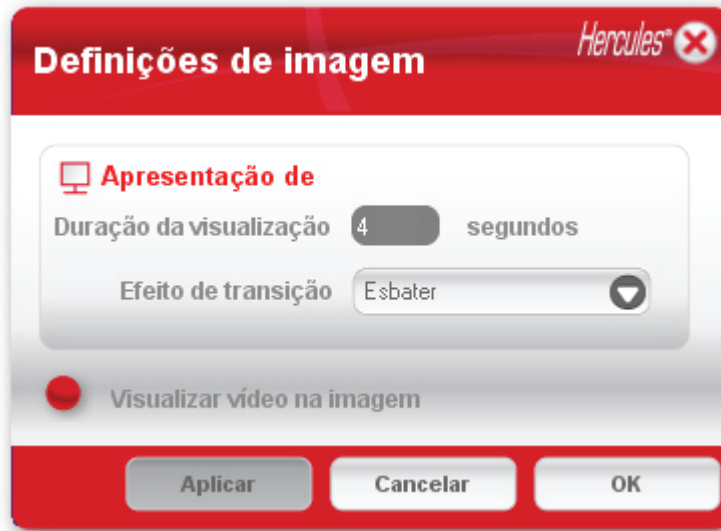 Hercules®
Definições de imagem
Apresentação de
Duração da visualização 4 segundos
Efeito de transição Esbater
Visualizar vídeo na imagem
Aplicar Cancelar OK